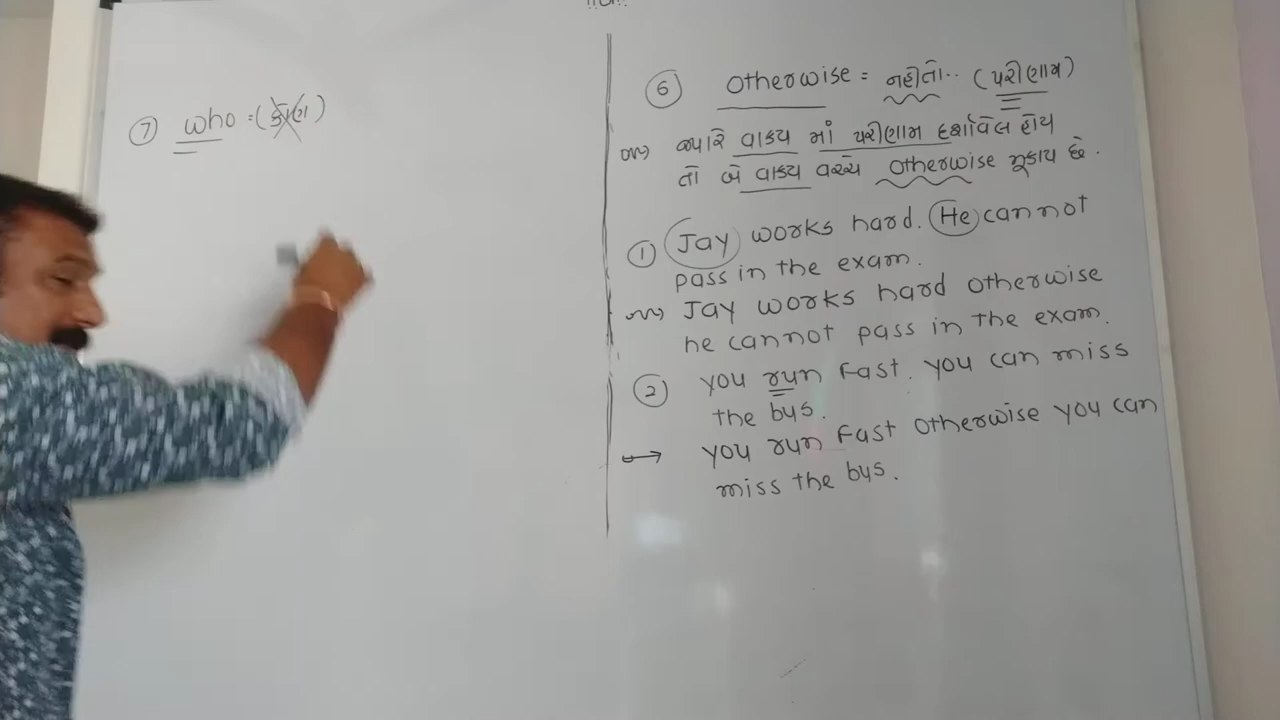 ⑦ who = (કોણ)
⑥ Otherwise = નહીતો.. (પરીણામ)
જ્યારે વાક્ય માં પરીણામ દર્શાવેલ હોય
તો બે વાક્ય વચ્ચે otherwise મૂકાય છે.
① Jay works hard. He cannot
pass in the exam.
Jay works hard otherwise
he cannot pass in the exam.
② you run fast. you can miss
the bus.
→ you run fast otherwise you can
miss the bus.